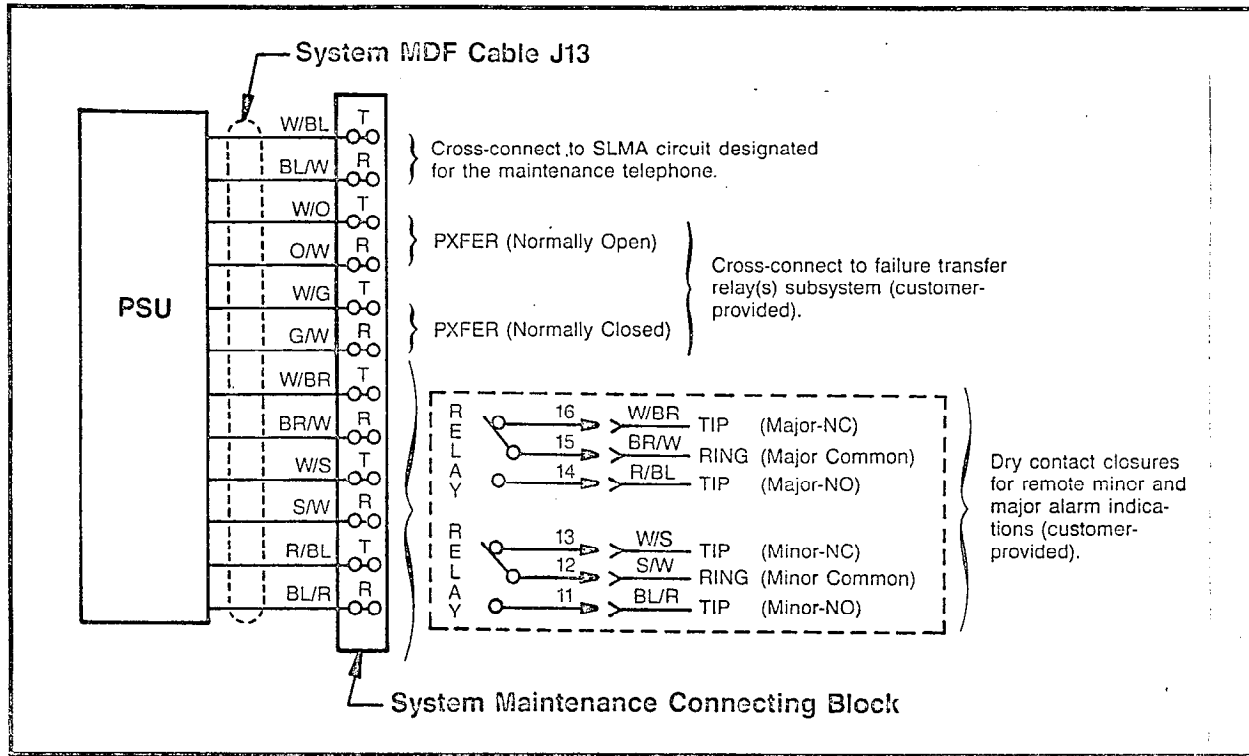 System MDF Cable J13
PSU
W/BL T
BL/W R
Cross-connect to SLMA circuit designated
for the maintenance telephone.
W/O T
O/W R
PXFER (Normally Open)
W/G T
G/W R
PXFER (Normally Closed)
Cross-connect to failure transfer
relay(s) subsystem (customer-
provided).
W/BR T
BR/W R
W/S T
S/W R
R/BL T
BL/R R
RELAY
16 W/BR TIP (Major-NC)
15 BR/W RING (Major Common)
14 R/BL TIP (Major-NO)
RELAY
13 W/S TIP (Minor-NC)
12 S/W RING (Minor Common)
11 BL/R TIP (Minor-NO)
Dry contact closures
for remote minor and
major alarm indica-
tions (customer-
provided).
System Maintenance Connecting Block